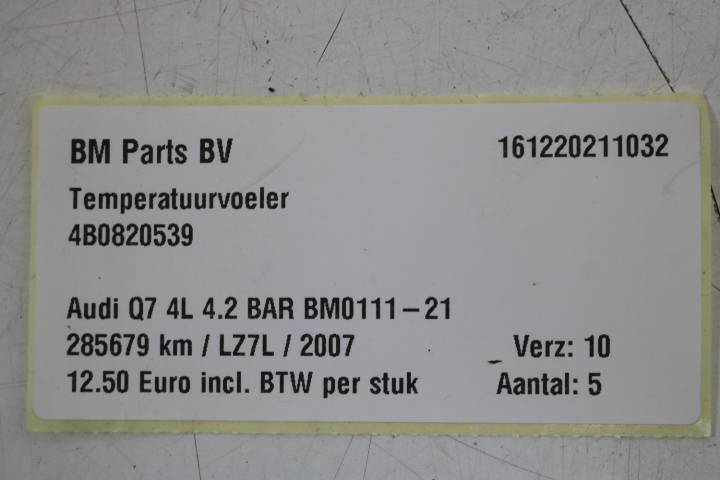 BM Parts BV 161220211032
Temperatuurvoeler
4B0820539
Audi Q7 4L 4.2 BAR BM0111-21
285679 km / LZ7L / 2007 Verz: 10
12.50 Euro incl. BTW per stuk Aantal: 5